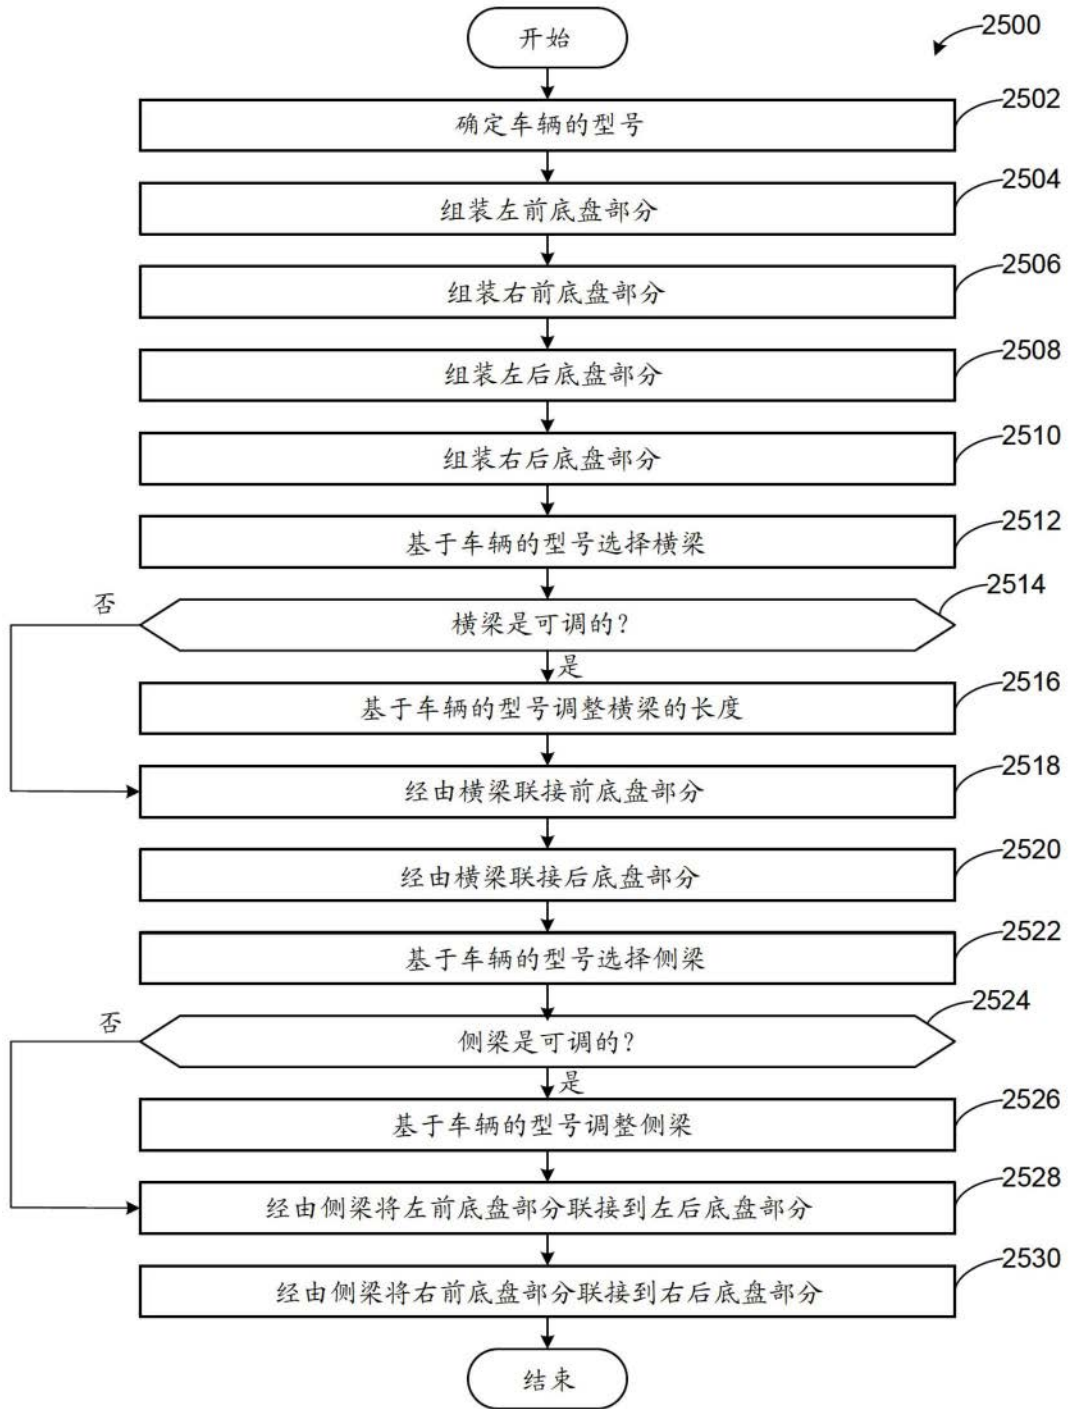 开始
2500
2502
确定车辆的型号
2504
组装左前底盘部分
2506
组装右前底盘部分
2508
组装左后底盘部分
2510
组装右后底盘部分
2512
基于车辆的型号选择横梁
2514
否
横梁是可调的?
是
2516
基于车辆的型号调整横梁的长度
2518
经由横梁联接前底盘部分
2520
经由横梁联接后底盘部分
2522
基于车辆的型号选择侧梁
2524
否
侧梁是可调的?
是
2526
基于车辆的型号调整侧梁
2528
经由侧梁将左前底盘部分联接到左后底盘部分
2530
经由侧梁将右前底盘部分联接到右后底盘部分
结束